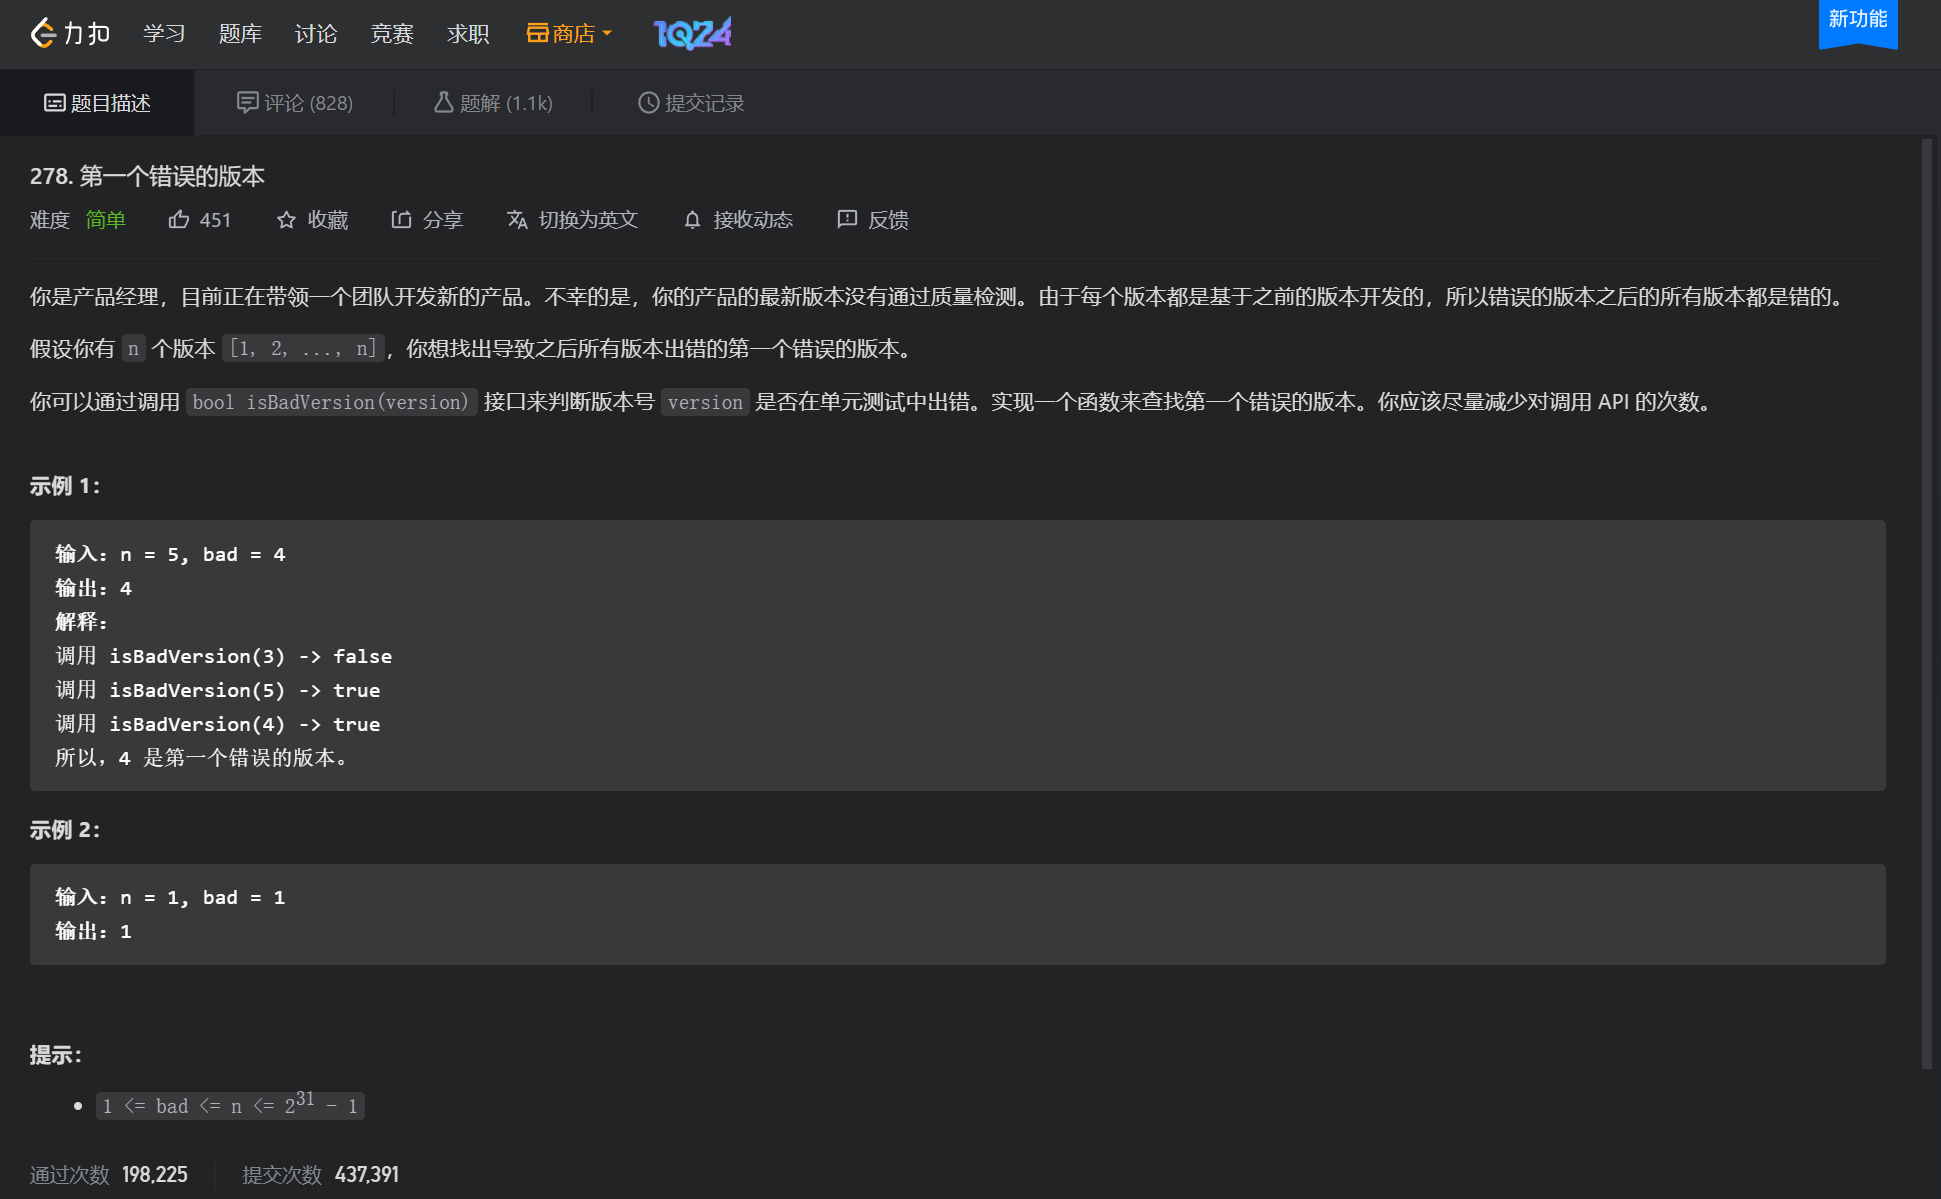 力扣 学习 题库 讨论 竞赛 求职 商店 1024 新功能
题目描述 评论 (828) 题解 (1.1k) 提交记录
278. 第一个错误的版本
难度 简单 451 收藏 分享 切换为英文 接收动态 反馈
你是产品经理，目前正在带领一个团队开发新的产品。不幸的是，你的产品的最新版本没有通过质量检测。由于每个版本都是基于之前的版本开发的，所以错误的版本之后的所有版本都是错的。
假设你有 n 个版本 [1, 2, ..., n]，你想找出导致之后所有版本出错的第一个错误的版本。
你可以通过调用 bool isBadVersion(version) 接口来判断版本号 version 是否在单元测试中出错。实现一个函数来查找第一个错误的版本。你应该尽量减少对调用 API 的次数。
示例 1：
输入：n = 5, bad = 4
输出：4
解释：
调用 isBadVersion(3) -> false
调用 isBadVersion(5) -> true
调用 isBadVersion(4) -> true
所以，4 是第一个错误的版本。
示例 2：
输入：n = 1, bad = 1
输出：1
提示：
• 1 <= bad <= n <= 2^31 - 1
通过次数 198,225 提交次数 437,391